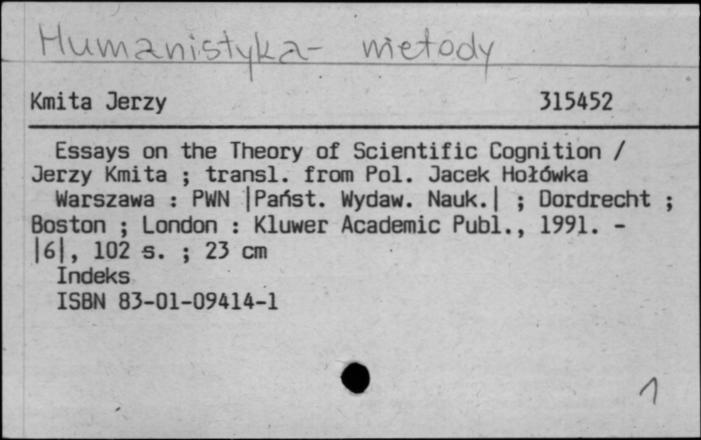 Humanistyka - metody
Kmita Jerzy 315452
Essays on the Theory of Scientific Cognition /
Jerzy Kmita ; transl. from Pol. Jacek Hołówka
Warszawa : PWN |Państ. Wydaw. Nauk.| ; Dordrecht ;
Boston ; London : Kluwer Academic Publ., 1991. -
|6|, 102 s. ; 23 cm
Indeks
ISBN 83-01-09414-1
1